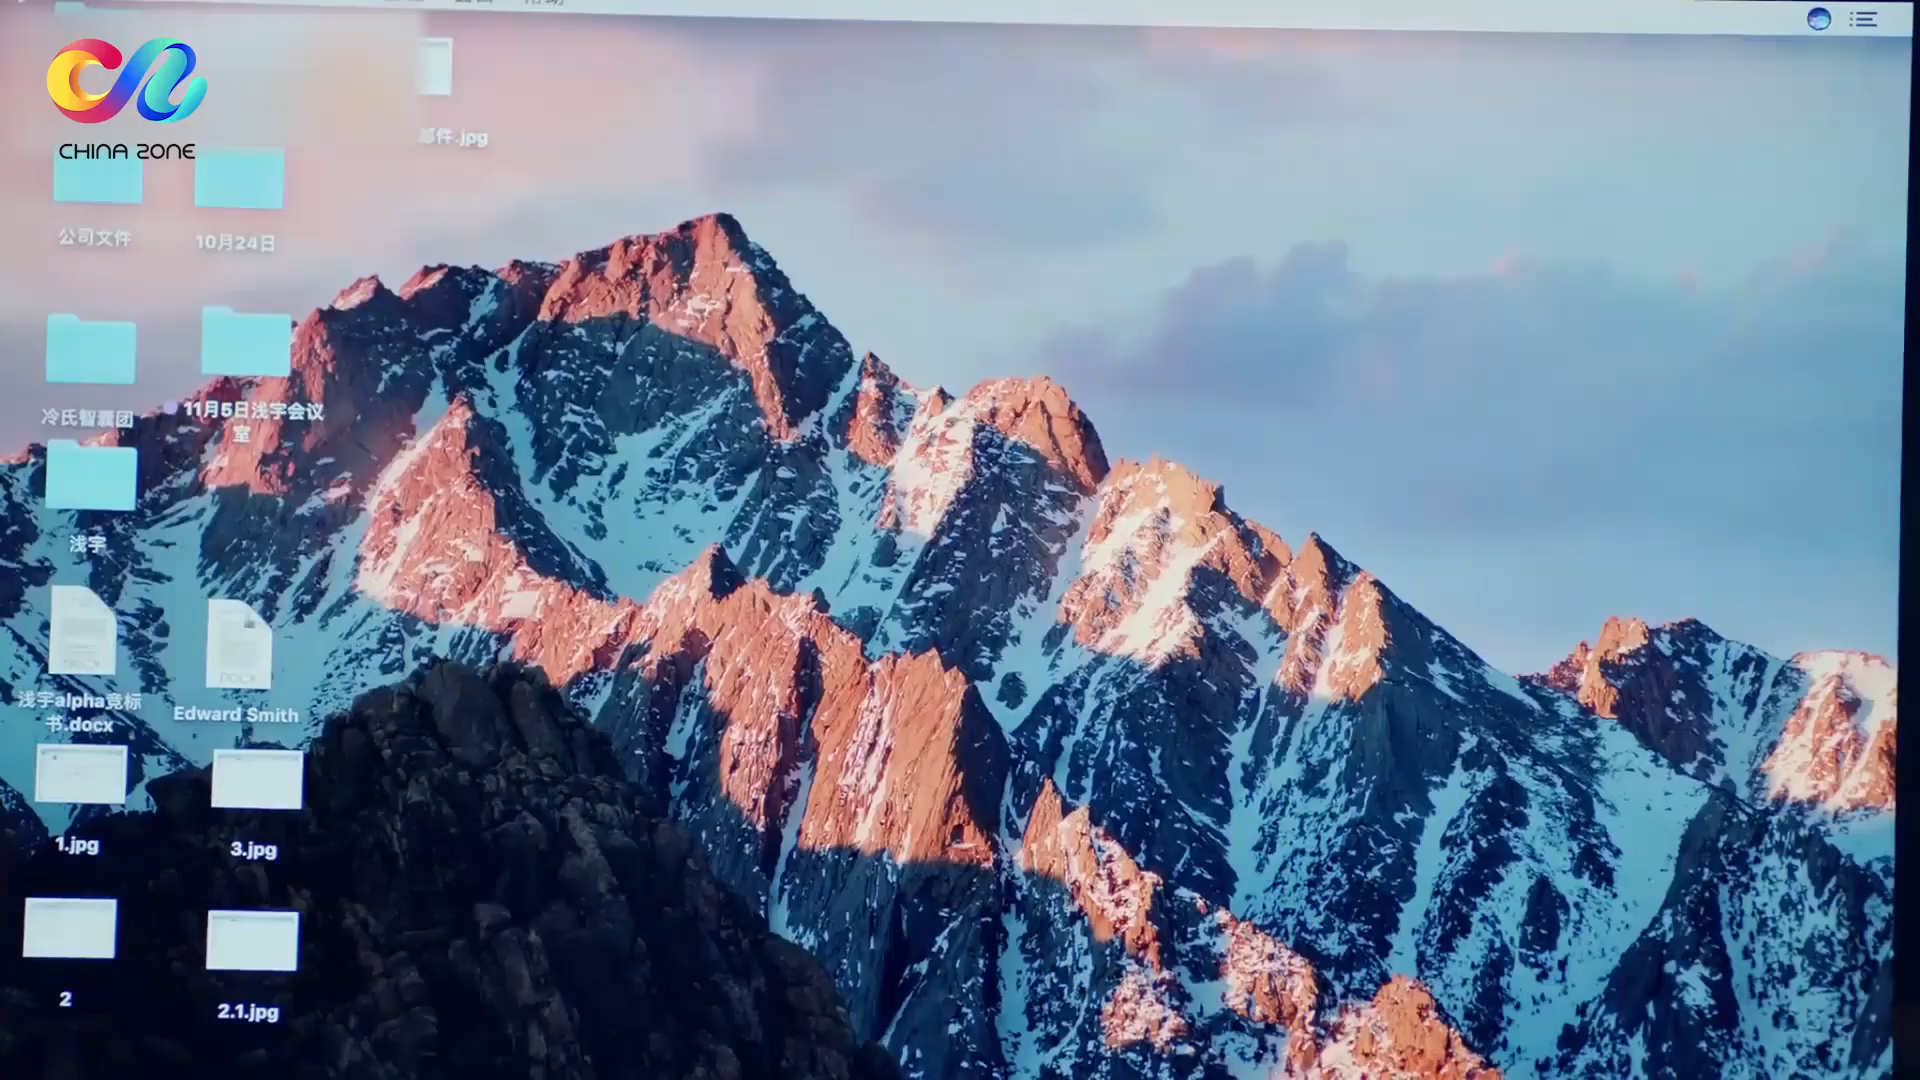 CHINA ZONE
部件.jpg
公司文件
10月24日
冷氏智囊团
11月5日浅宇会议
室
浅宇
DOCX
DOCX
浅宇alpha竞标
书.docx
Edward Smith
1.jpg
3.jpg
2
2.1.jpg